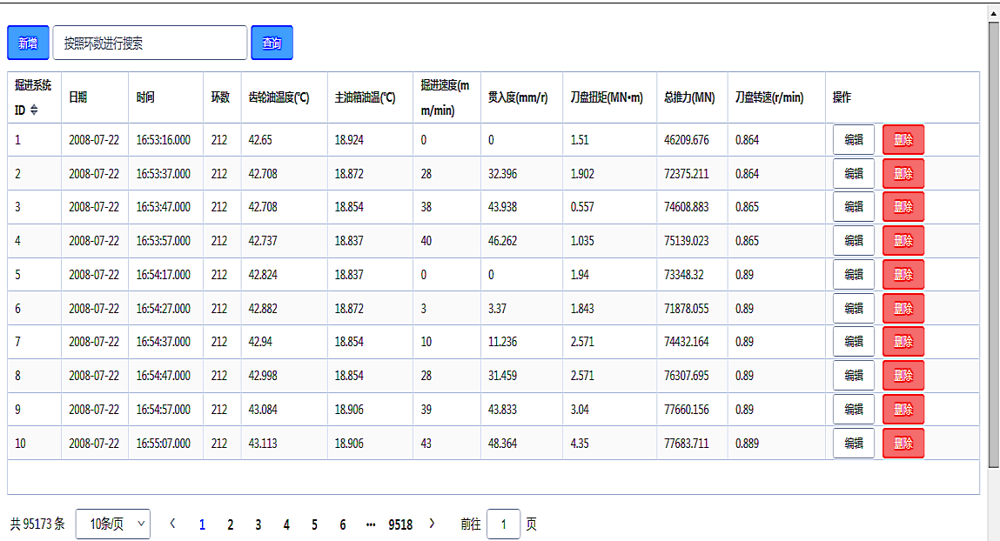 新增 按照环数进行搜索 查询
掘进系统ID 日期 时间 环数 齿轮油温度(℃) 主油箱油温(℃) 掘进速度(mm/min) 贯入度(mm/r) 刀盘扭矩(MN•m) 总推力(MN) 刀盘转速(r/min) 操作
1 2008-07-22 16:53:16.000 212 42.65 18.924 0 0 1.51 46209.676 0.864 编辑 删除
2 2008-07-22 16:53:37.000 212 42.708 18.872 28 32.396 1.902 72375.211 0.864 编辑 删除
3 2008-07-22 16:53:47.000 212 42.708 18.854 38 43.938 0.557 74608.883 0.865 编辑 删除
4 2008-07-22 16:53:57.000 212 42.737 18.837 40 46.262 1.035 75139.023 0.865 编辑 删除
5 2008-07-22 16:54:17.000 212 42.824 18.837 0 0 1.94 73348.32 0.89 编辑 删除
6 2008-07-22 16:54:27.000 212 42.882 18.872 3 3.37 1.843 71878.055 0.89 编辑 删除
7 2008-07-22 16:54:37.000 212 42.94 18.854 10 11.236 2.571 74432.164 0.89 编辑 删除
8 2008-07-22 16:54:47.000 212 42.998 18.854 28 31.459 2.571 76307.695 0.89 编辑 删除
9 2008-07-22 16:54:57.000 212 43.084 18.906 39 43.833 3.04 77660.156 0.89 编辑 删除
10 2008-07-22 16:55:07.000 212 43.113 18.906 43 48.364 4.35 77683.711 0.889 编辑 删除
共 95173 条 10条/页 1 2 3 4 5 6 ••• 9518 前往 1 页